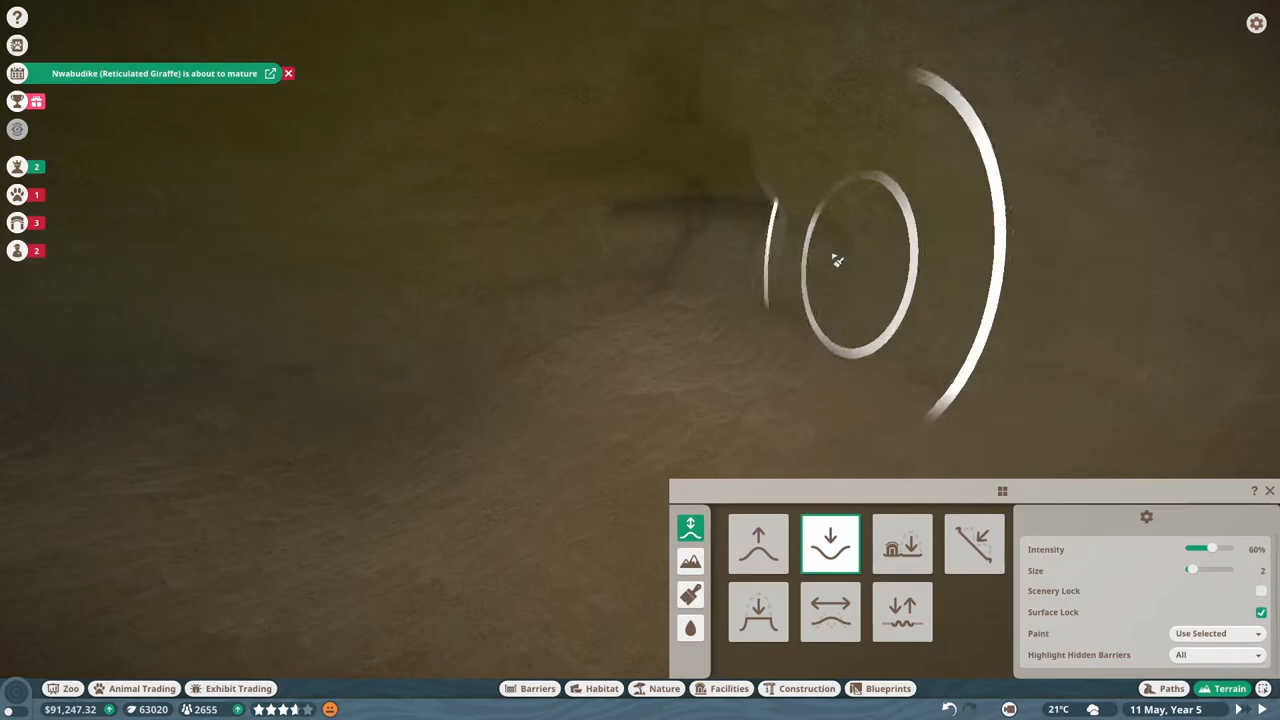 ?
Nwabudike (Reticulated Giraffe) is about to mature
2
1
3
2
?
Intensity 60%
Size 2
Scenery Lock
Surface Lock
Paint Use Selected
Highlight Hidden Barriers All
Zoo Animal Trading Exhibit Trading Barriers Habitat Nature Facilities Construction Blueprints Paths Terrain
$91,247.32 63020 2655 21°C 11 May, Year 5